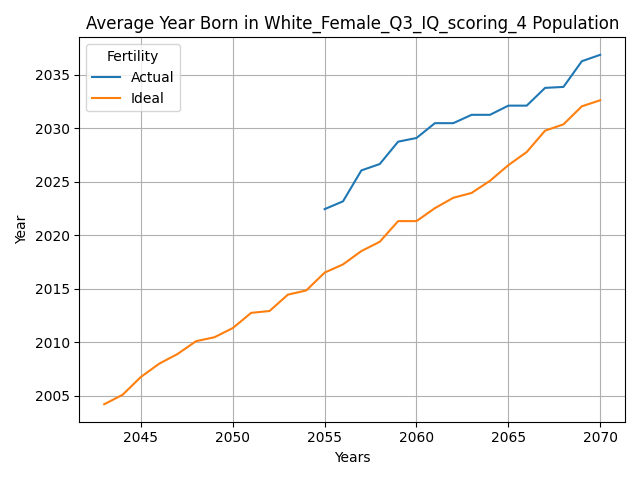 Average Year Born in White_Female_Q3_IQ_scoring_4 Population
Fertility
Actual
Ideal
Year
2035
2030
2025
2020
2015
2010
2005
2045 2050 2055 2060 2065 2070
Years